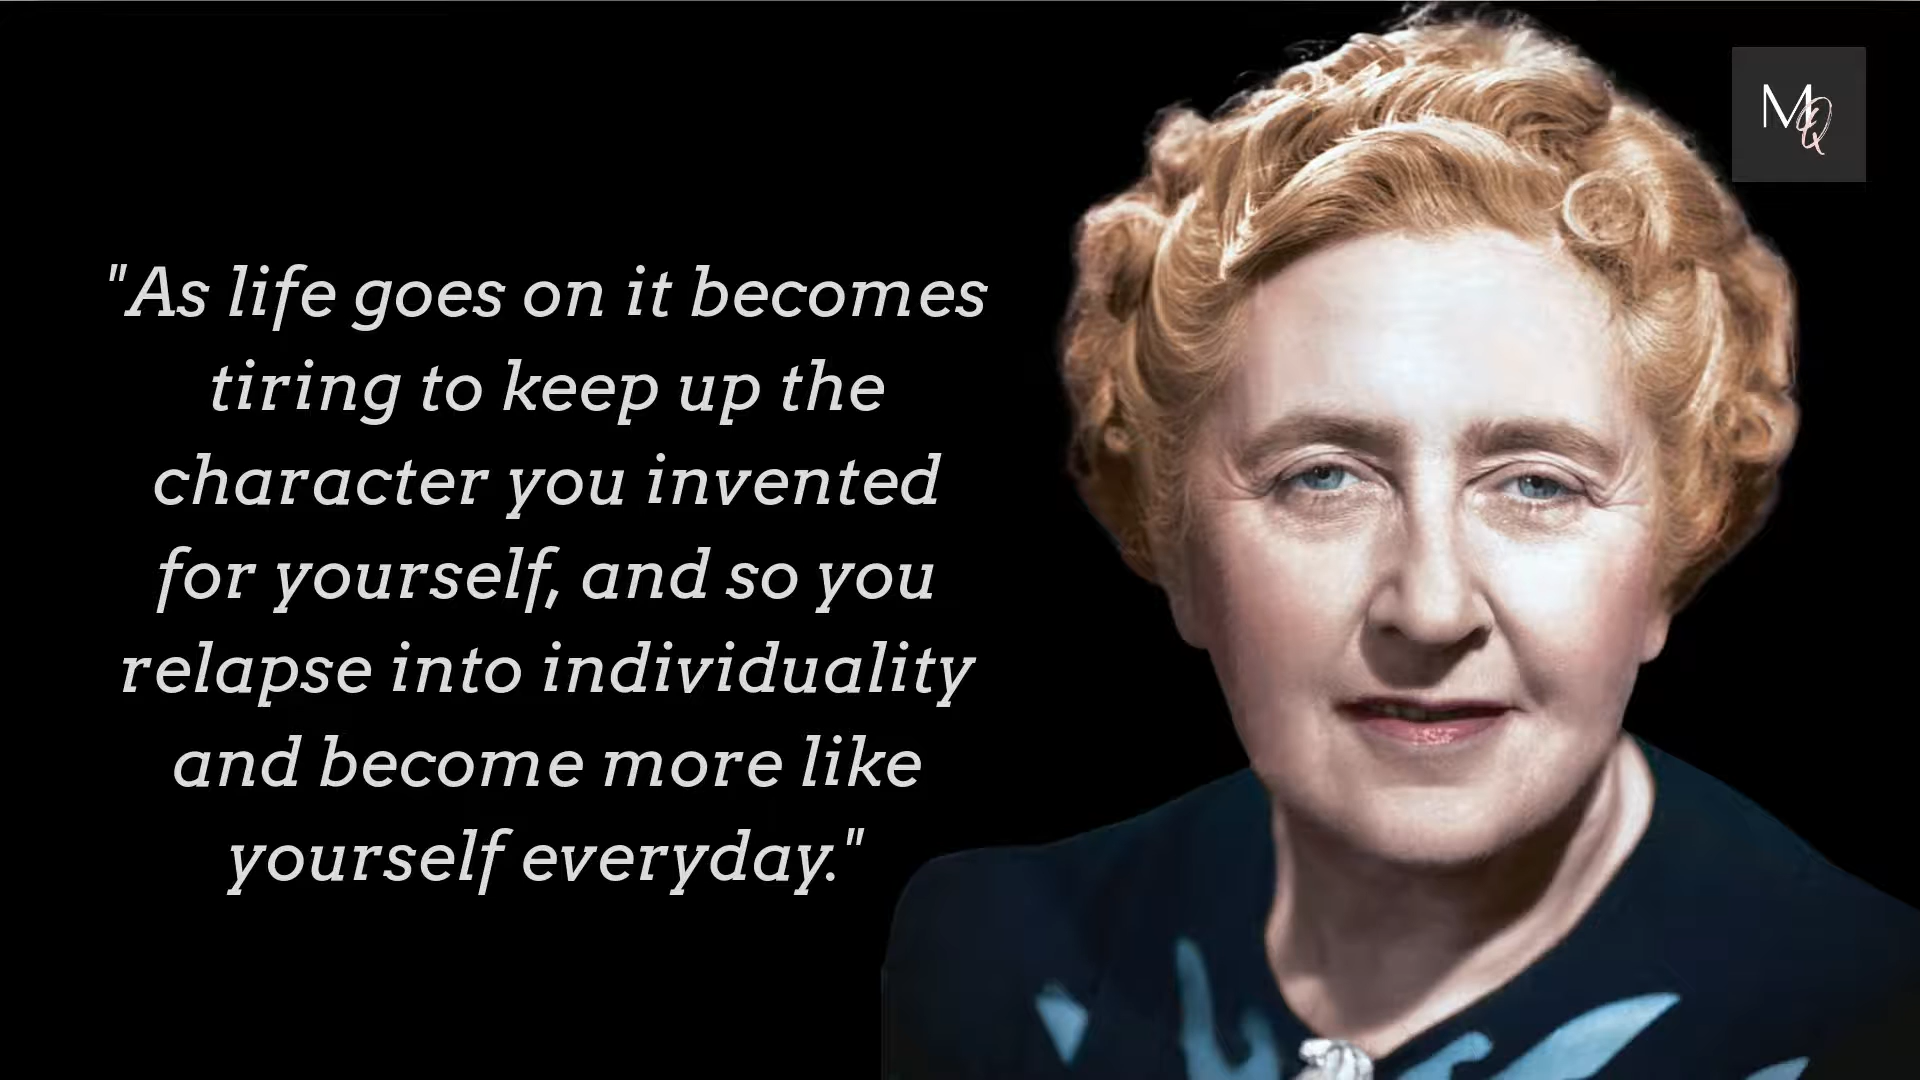 "As life goes on it becomes
tiring to keep up the
character you invented
for yourself, and so you
relapse into individuality
and become more like
yourself everyday."
MQ